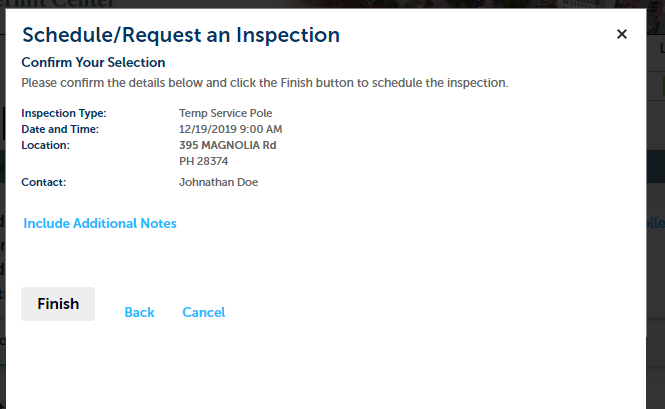 Schedule/Request an Inspection
Confirm Your Selection
Please confirm the details below and click the Finish button to schedule the inspection.
Inspection Type: Temp Service Pole
Date and Time: 12/19/2019 9:00 AM
Location: 395 MAGNOLIA Rd
PH 28374
Contact: Johnathan Doe
Include Additional Notes
Finish Back Cancel